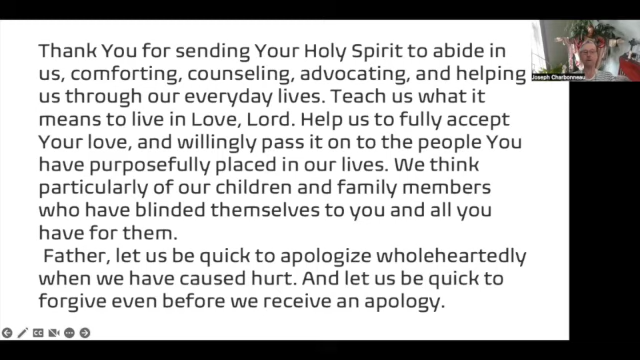 Thank You for sending Your Holy Spirit to abide in
us, comforting, counseling, advocating, and helping
us through our everyday lives. Teach us what it
means to live in Love, Lord. Help us to fully accept
Your love, and willingly pass it on to the people You
have purposefully placed in our lives. We think
particularly of our children and family members
who have blinded themselves to you and all you
have for them.
Father, let us be quick to apologize wholeheartedly
when we have caused hurt. And let us be quick to
forgive even before we receive an apology.
Joseph Charbonneau
CC